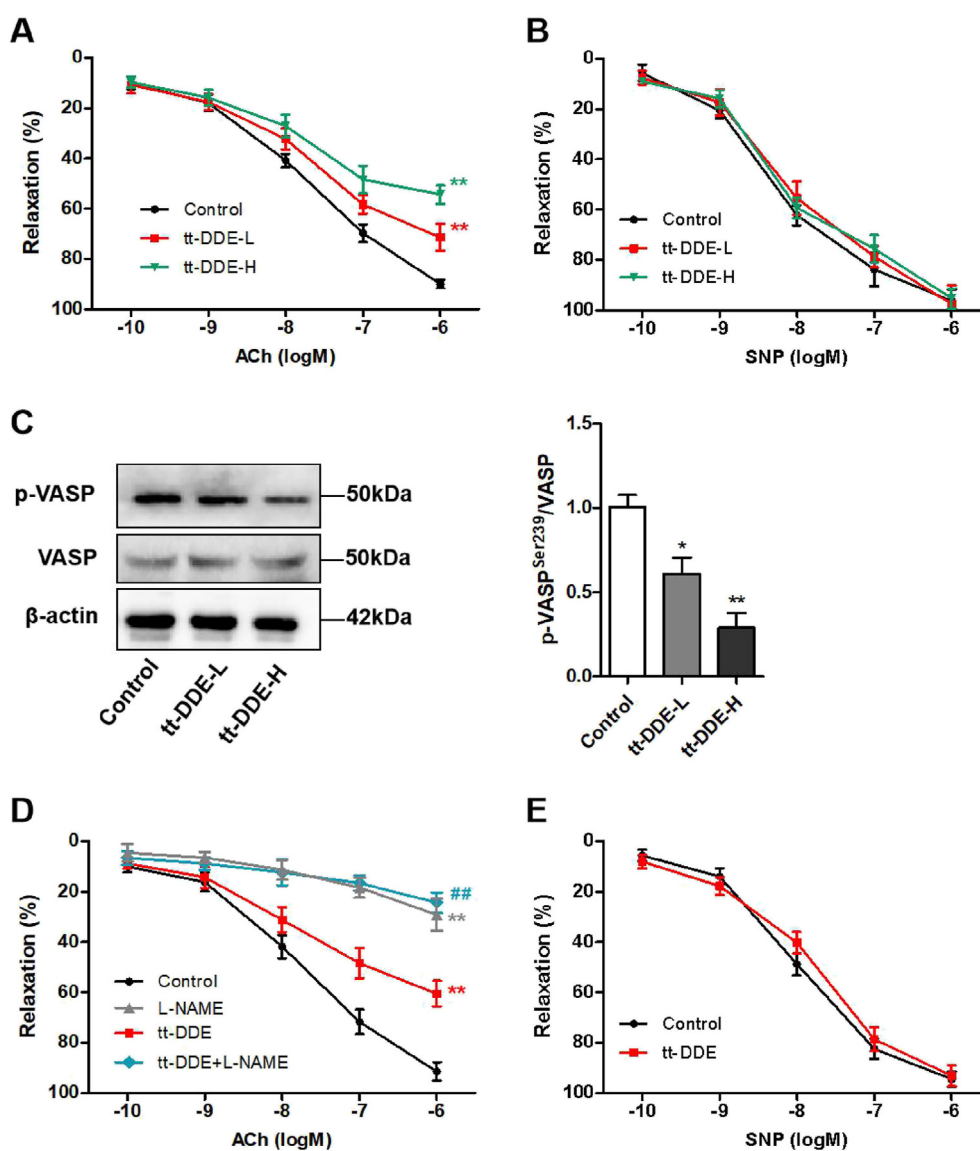 A
0
20
40
60
80
100
Relaxation (%)
Control
tt-DDE-L
tt-DDE-H
**
**
-10 -9 -8 -7 -6
ACh (logM)
B
0
20
40
60
80
100
Relaxation (%)
Control
tt-DDE-L
tt-DDE-H
-10 -9 -8 -7 -6
SNP (logM)
C
p-VASP 50kDa
VASP 50kDa
β-actin 42kDa
Control tt-DDE-L tt-DDE-H
p-VASP^Ser239/VASP
1.5
1.0
0.5
0.0
*
**
Control tt-DDE-L tt-DDE-H
D
0
20
40
60
80
100
Relaxation (%)
##
**
**
Control
L-NAME
tt-DDE
tt-DDE+L-NAME
-10 -9 -8 -7 -6
ACh (logM)
E
0
20
40
60
80
100
Relaxation (%)
Control
tt-DDE
-10 -9 -8 -7 -6
SNP (logM)